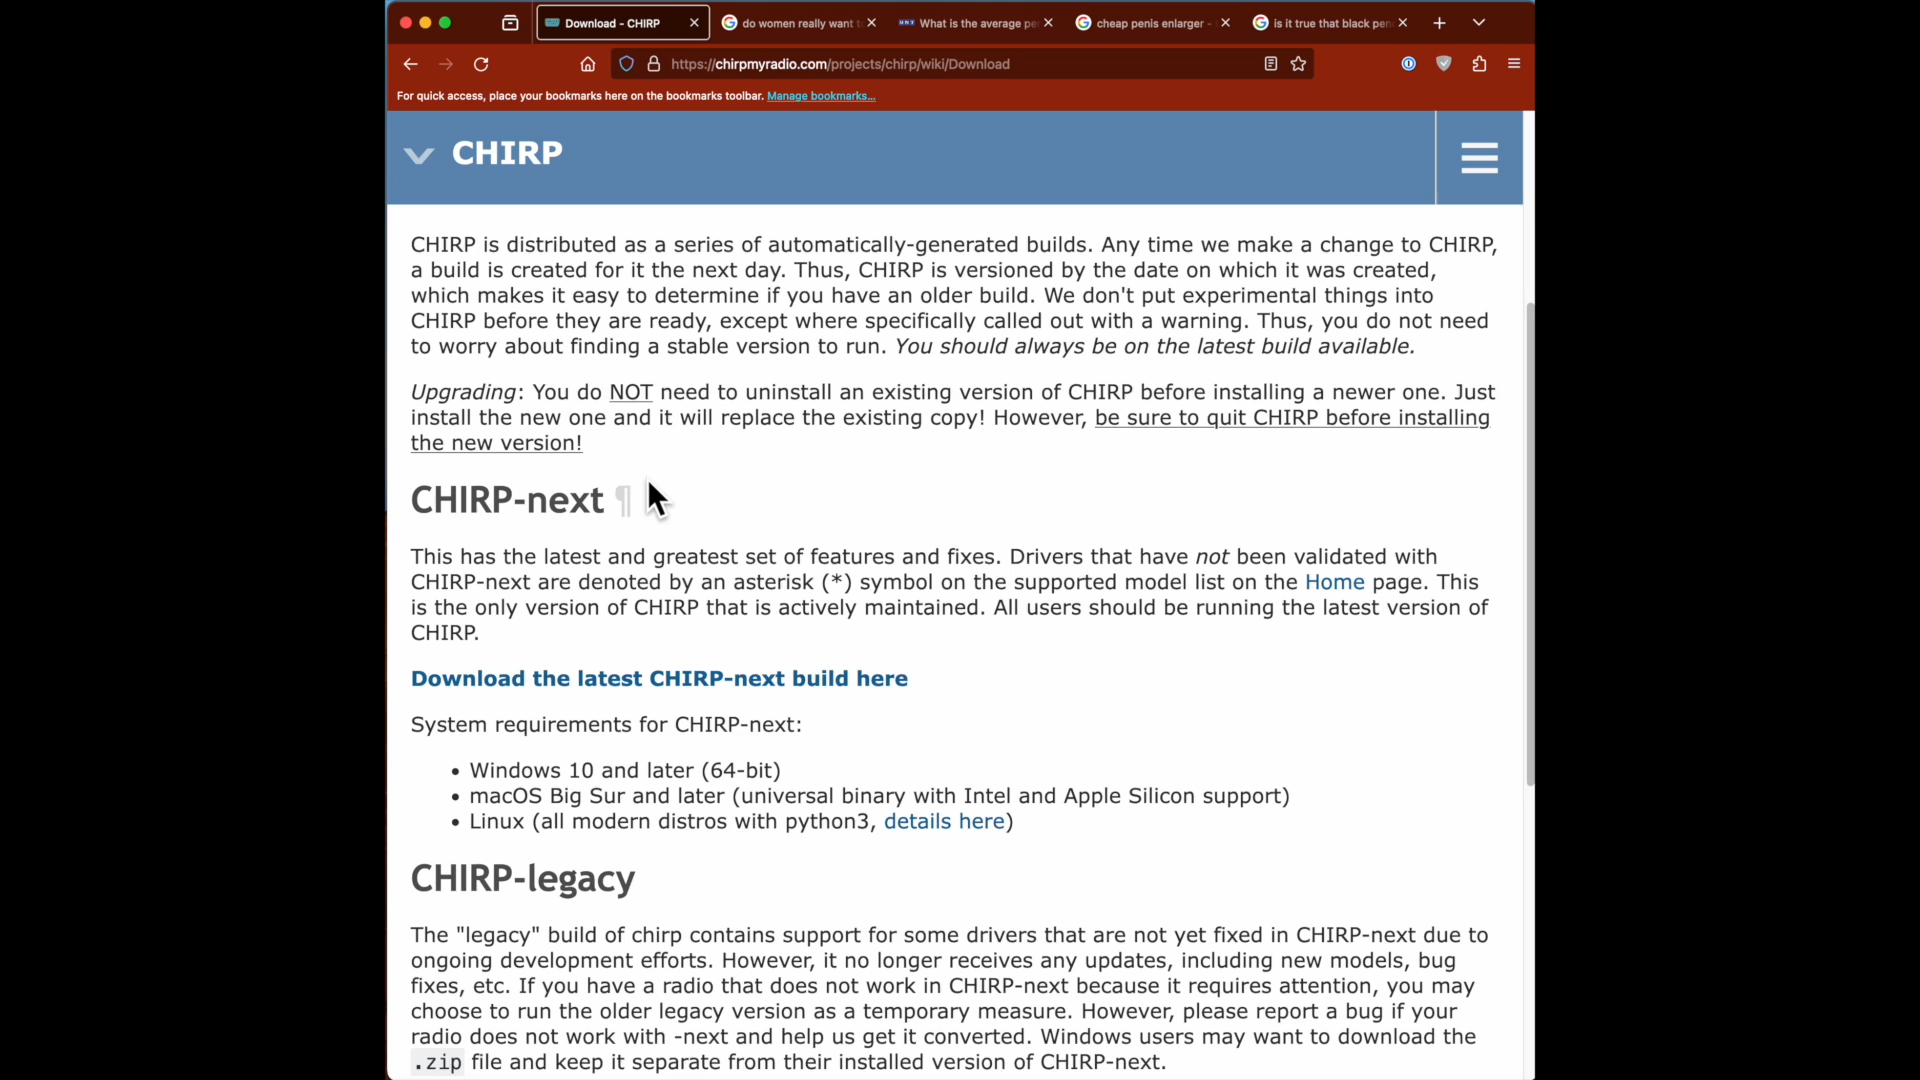 Download - CHIRP
do women really want t
What is the average pe
cheap penis enlarger -
is it true that black pen
https://chirpmyradio.com/projects/chirp/wiki/Download
For quick access, place your bookmarks here on the bookmarks toolbar. Manage bookmarks...
CHIRP
CHIRP is distributed as a series of automatically-generated builds. Any time we make a change to CHIRP,
a build is created for it the next day. Thus, CHIRP is versioned by the date on which it was created,
which makes it easy to determine if you have an older build. We don't put experimental things into
CHIRP before they are ready, except where specifically called out with a warning. Thus, you do not need
to worry about finding a stable version to run. You should always be on the latest build available.
Upgrading: You do NOT need to uninstall an existing version of CHIRP before installing a newer one. Just
install the new one and it will replace the existing copy! However, be sure to quit CHIRP before installing
the new version!
CHIRP-next ¶
This has the latest and greatest set of features and fixes. Drivers that have not been validated with
CHIRP-next are denoted by an asterisk (*) symbol on the supported model list on the Home page. This
is the only version of CHIRP that is actively maintained. All users should be running the latest version of
CHIRP.
Download the latest CHIRP-next build here
System requirements for CHIRP-next:
• Windows 10 and later (64-bit)
• macOS Big Sur and later (universal binary with Intel and Apple Silicon support)
• Linux (all modern distros with python3, details here)
CHIRP-legacy
The "legacy" build of chirp contains support for some drivers that are not yet fixed in CHIRP-next due to
ongoing development efforts. However, it no longer receives any updates, including new models, bug
fixes, etc. If you have a radio that does not work in CHIRP-next because it requires attention, you may
choose to run the older legacy version as a temporary measure. However, please report a bug if your
radio does not work with -next and help us get it converted. Windows users may want to download the
.zip file and keep it separate from their installed version of CHIRP-next.